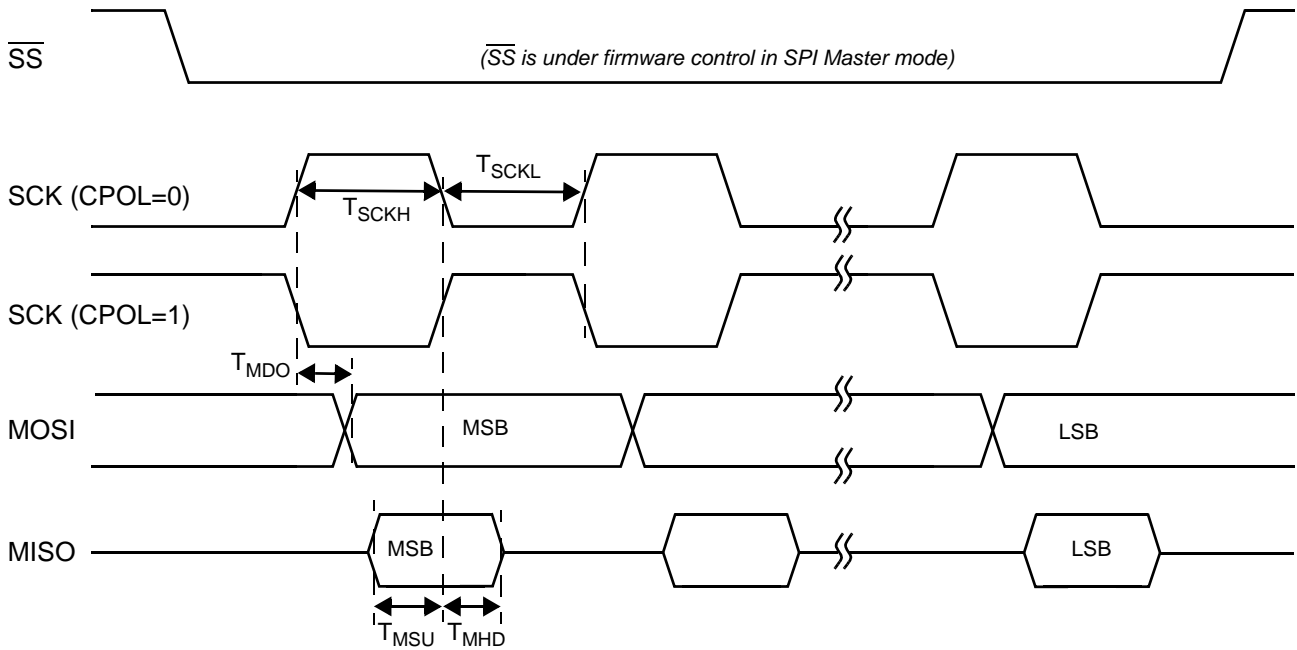 SS
(SS is under firmware control in SPI Master mode)
SCK (CPOL=0)
TSCKH
TSCKL
SCK (CPOL=1)
TMDO
MOSI
MSB
LSB
MISO
MSB
LSB
TMSU
TMHD